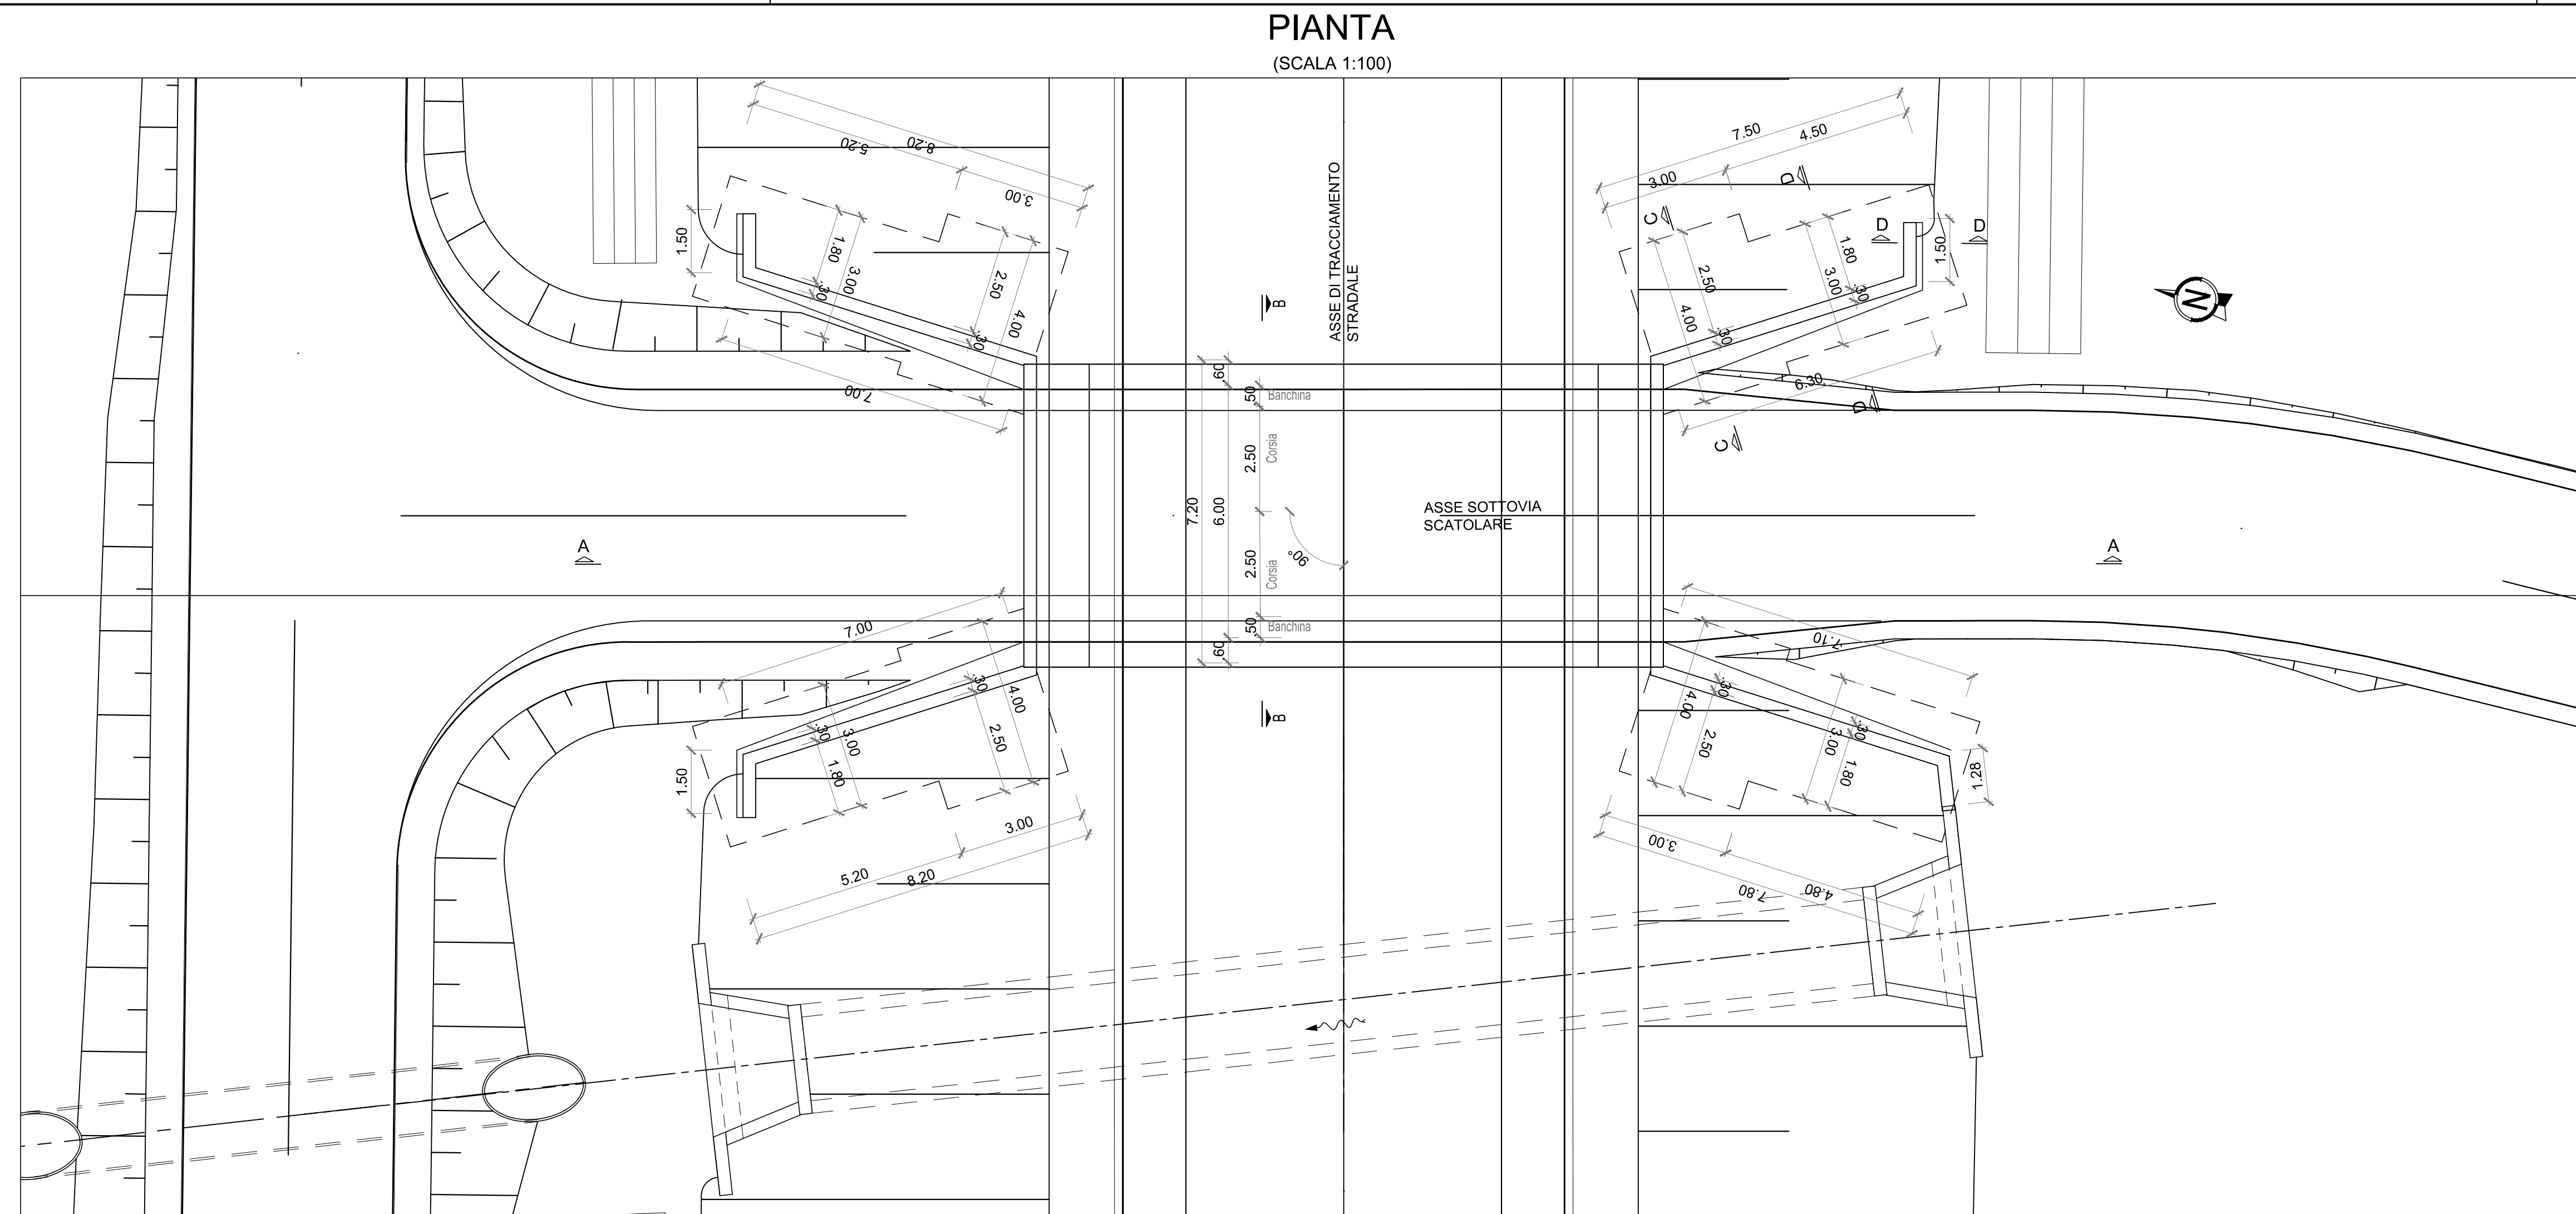 PIANTA
(SCALA 1:100)
8.20
5.20
3.00
1.50
1.80
3.00
.30
2.50
4.00
.30
7.00
ASSE DI TRACCIAMENTO
STRADALE
B
7.50
4.50
3.00
D
C
D
D
1.50
1.80
3.00
.30
2.50
4.00
.30
6.30
D
C
N
.60
.50
Banchina
2.50
Corsia
7.20
6.00
ASSE SOTTOVIA
SCATOLARE
90°
2.50
Corsia
.50
Banchina
.60
A
A
B
7.00
.30
4.00
.30
3.00
2.50
1.80
1.50
3.00
5.20
8.20
7.10
.30
4.00
.30
3.00
2.50
1.80
1.28
3.00
4.80
7.80